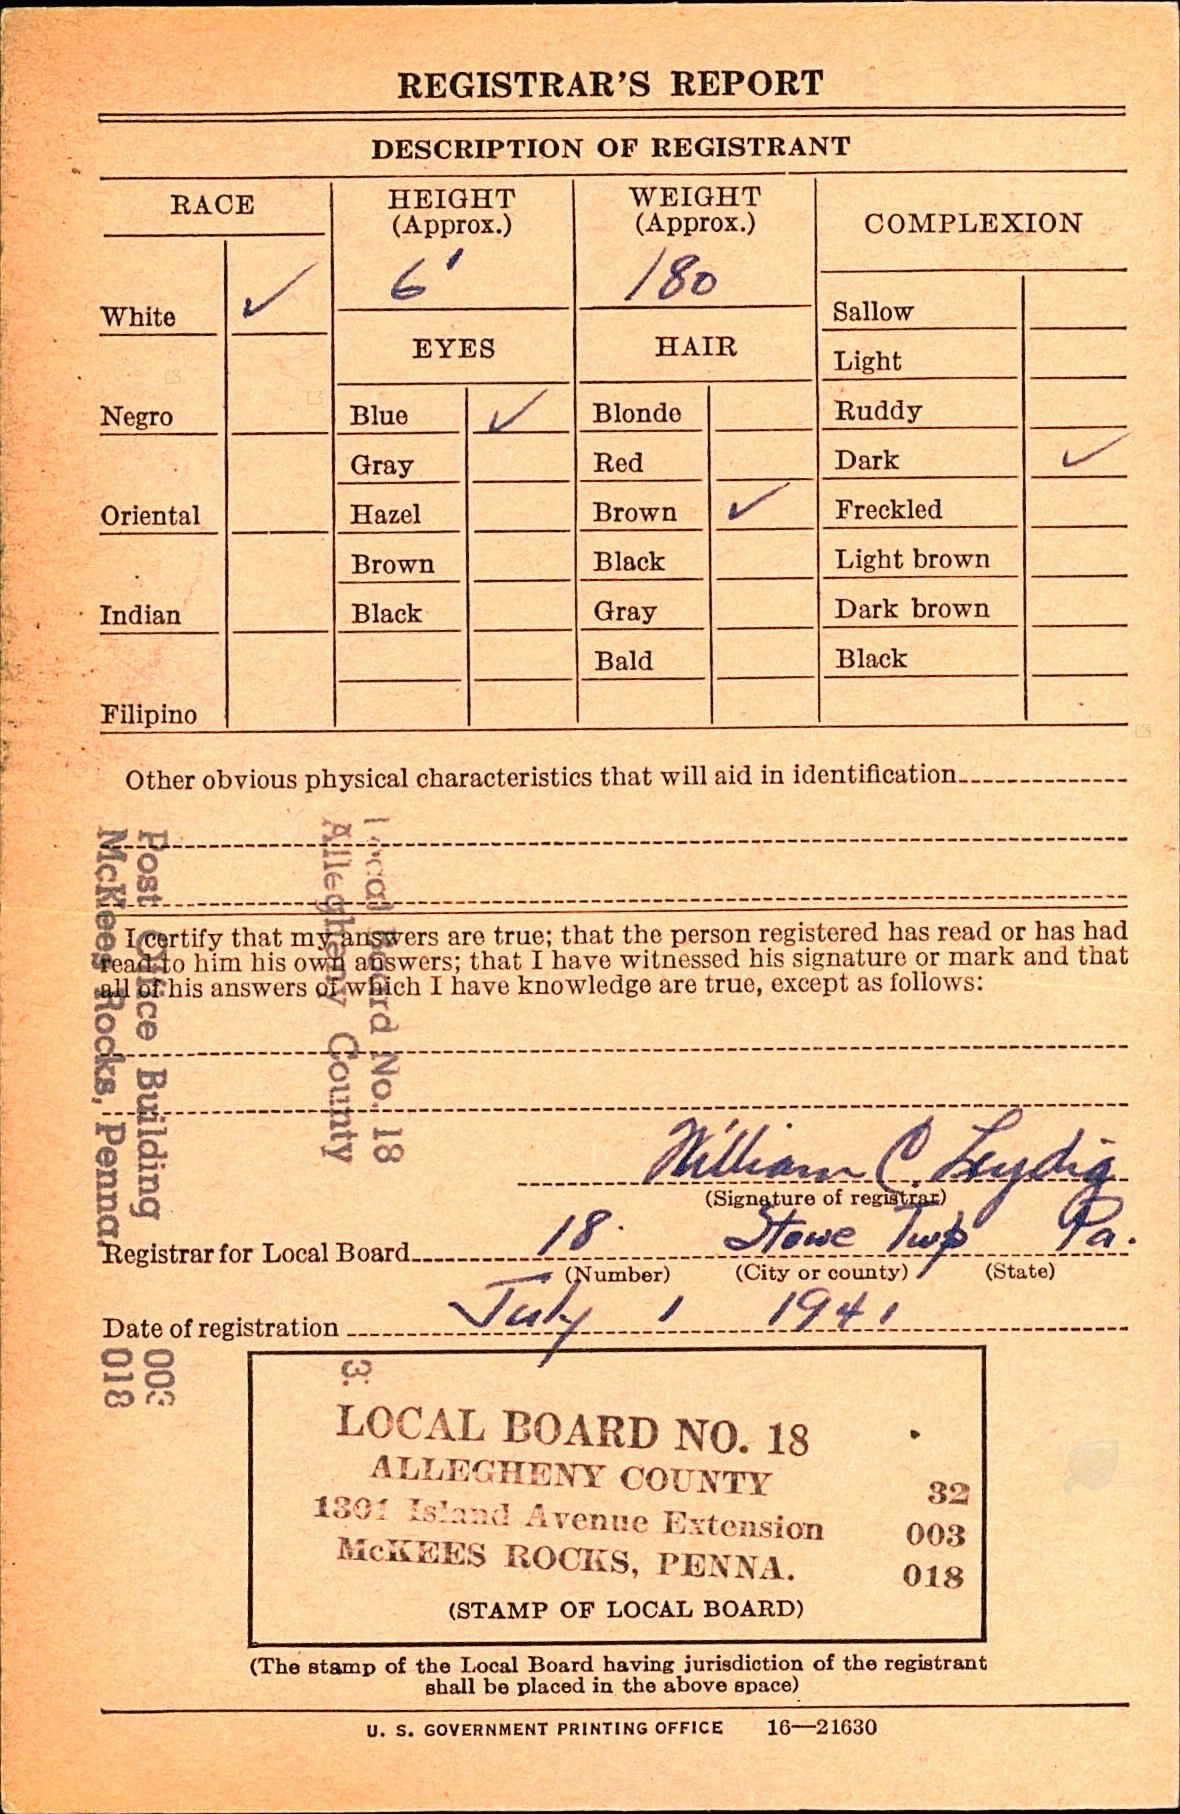 REGISTRAR'S REPORT
DESCRIPTION OF REGISTRANT
RACE
HEIGHT
(Approx.)
WEIGHT
(Approx.)
COMPLEXION
6'
180
White ✓
EYES
HAIR
Sallow
Light
Negro
Blue ✓
Blonde
Ruddy
Gray
Red
Dark ✓
Oriental
Hazel
Brown ✓
Freckled
Brown
Black
Light brown
Indian
Black
Gray
Dark brown
Bald
Black
Filipino
Other obvious physical characteristics that will aid in identification
I certify that my answers are true; that the person registered has read or has had
read to him his own answers; that I have witnessed his signature or mark and that
all of his answers of which I have knowledge are true, except as follows:
Local Board No. 18
Allegheny County
Post Office Building
McKees Rocks, Penna.
William C. Leydig
(Signature of registrar)
Registrar for Local Board 18. Stowe Twp Pa.
(Number) (City or county) (State)
Date of registration July 1 1941
003
018
3.
LOCAL BOARD NO. 18
ALLEGHENY COUNTY 32
1301 Island Avenue Extension 003
McKEES ROCKS, PENNA. 018
(STAMP OF LOCAL BOARD)
(The stamp of the Local Board having jurisdiction of the registrant
shall be placed in the above space)
U. S. GOVERNMENT PRINTING OFFICE 16—21630